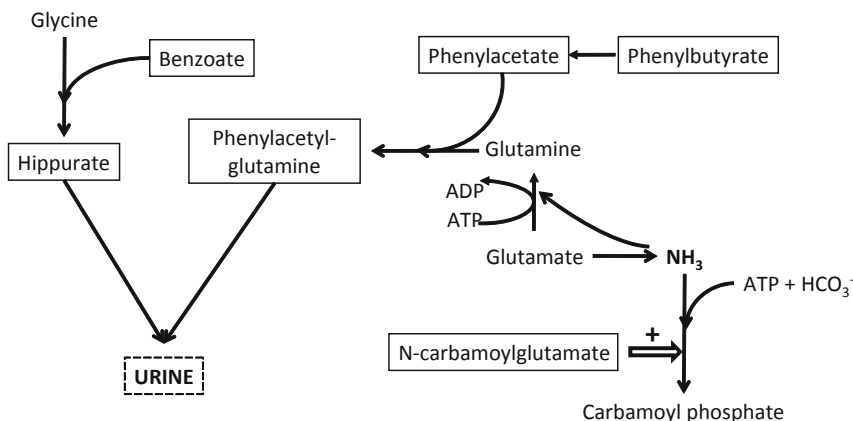 Glycine
Benzoate
Hippurate
Phenylacetate
Phenylbutyrate
Phenylacetyl-
glutamine
Glutamine
ADP
ATP
Glutamate
NH₃
ATP + HCO₃⁻
N-carbamoylglutamate
+
URINE
Carbamoyl phosphate